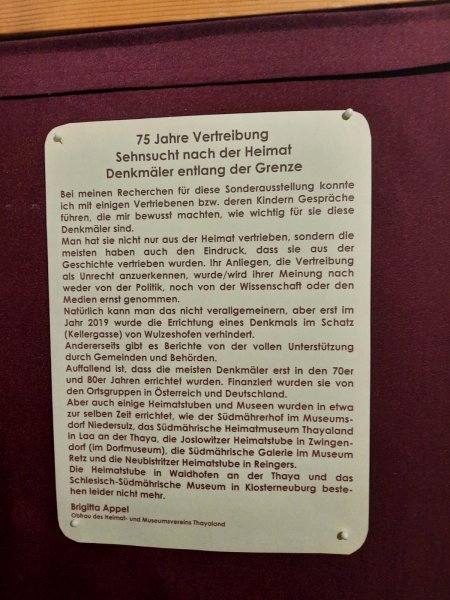 75 Jahre Vertreibung
Sehnsucht nach der Heimat
Denkmäler entlang der Grenze
Bei meinen Recherchen für diese Sonderausstellung konnte
ich mit einigen Vertriebenen bzw. deren Kindern Gespräche
führen, die mir bewusst machten, wie wichtig für sie diese
Denkmäler sind.
Man hat sie nicht nur aus der Heimat vertrieben, sondern die
meisten haben auch den Eindruck, dass sie aus der
Geschichte vertrieben wurden. Ihr Anliegen, die Vertreibung
als Unrecht anzuerkennen, wurde/wird ihrer Meinung nach
weder von der Politik, noch von der Wissenschaft oder den
Medien ernst genommen.
Natürlich kann man das nicht verallgemeinern, aber erst im
Jahr 2019 wurde die Errichtung eines Denkmals im Schatz
(Kellergasse) von Wulzeshofen verhindert.
Andererseits gibt es Berichte von der vollen Unterstützung
durch Gemeinden und Behörden.
Auffallend ist, dass die meisten Denkmäler erst in den 70er
und 80er Jahren errichtet wurden. Finanziert wurden sie von
den Ortsgruppen in Österreich und Deutschland.
Aber auch einige Heimatstuben und Museen wurden in etwa
zur selben Zeit errichtet, wie der Südmährerhof im Museums-
dorf Niedersulz, das Südmährische Heimatmuseum Thayaland
in Laa an der Thaya, die Joslowitzer Heimatstube in Zwingen-
dorf (im Dorfmuseum), die Südmährische Galerie im Museum
Retz und die Neubistritzer Heimatstube in Reingers.
Die Heimatstube in Waidhofen an der Thaya und das
Schlesisch-Südmährische Museum in Klosterneuburg beste-
hen leider nicht mehr.
Brigitta Appel
Obfrau des Heimat- und Museumsvereins Thayaland